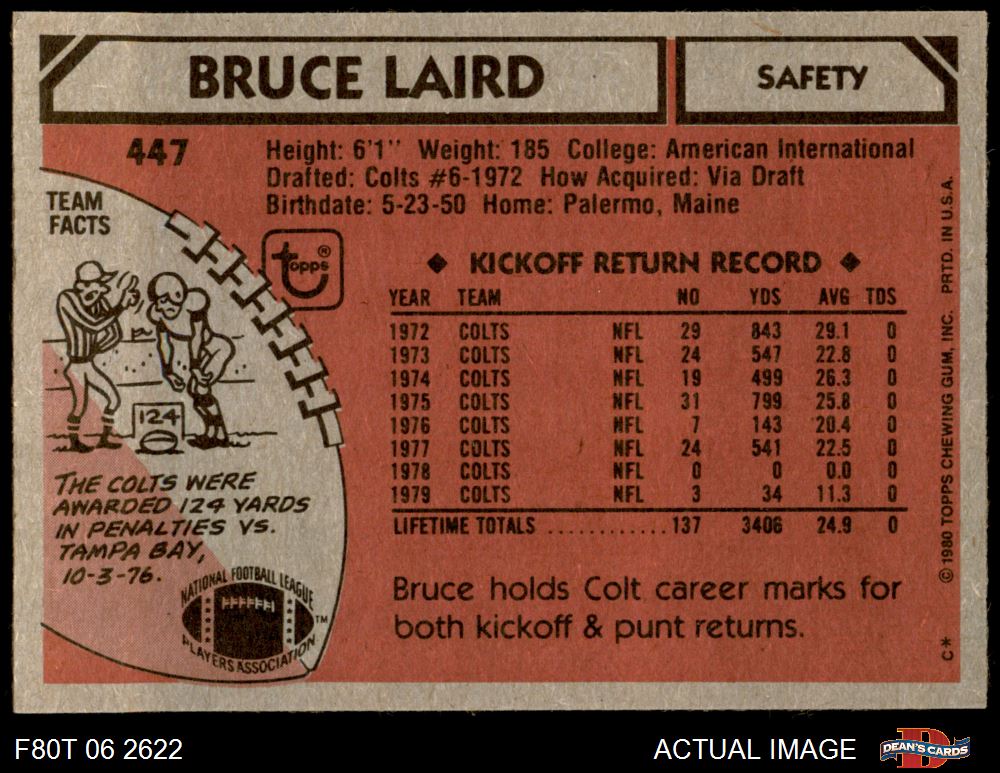 BRUCE LAIRD
SAFETY
447
Height: 6'1" Weight: 185 College: American International
Drafted: Colts #6-1972 How Acquired: Via Draft
Birthdate: 5-23-50 Home: Palermo, Maine
TEAM
FACTS
topps®
◆ KICKOFF RETURN RECORD ◆
YEAR TEAM NO YDS AVG TDS
1972 COLTS NFL 29 843 29.1 0
1973 COLTS NFL 24 547 22.8 0
1974 COLTS NFL 19 499 26.3 0
1975 COLTS NFL 31 799 25.8 0
1976 COLTS NFL 7 143 20.4 0
1977 COLTS NFL 24 541 22.5 0
1978 COLTS NFL 0 0 0.0 0
1979 COLTS NFL 3 34 11.3 0
LIFETIME TOTALS ............ 137 3406 24.9 0
124
THE COLTS WERE
AWARDED 124 YARDS
IN PENALTIES VS.
TAMPA BAY,
10-3-76.
NATIONAL FOOTBALL LEAGUE
PLAYERS ASSOCIATION
TM
Bruce holds Colt career marks for
both kickoff & punt returns.
C* © 1980 TOPPS CHEWING GUM, INC. PRTD. IN U.S.A.
F80T 06 2622
ACTUAL IMAGE
DEAN'S CARDS